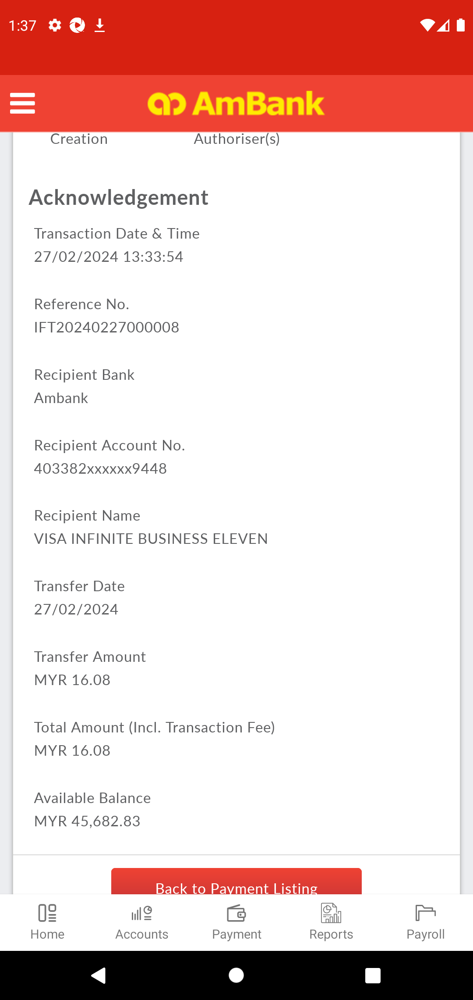 1:37
AmBank
Creation Authoriser(s)
Acknowledgement
Transaction Date & Time
27/02/2024 13:33:54
Reference No.
IFT20240227000008
Recipient Bank
Ambank
Recipient Account No.
403382xxxxxx9448
Recipient Name
VISA INFINITE BUSINESS ELEVEN
Transfer Date
27/02/2024
Transfer Amount
MYR 16.08
Total Amount (Incl. Transaction Fee)
MYR 16.08
Available Balance
MYR 45,682.83
Back to Payment Listing
Home Accounts Payment Reports Payroll